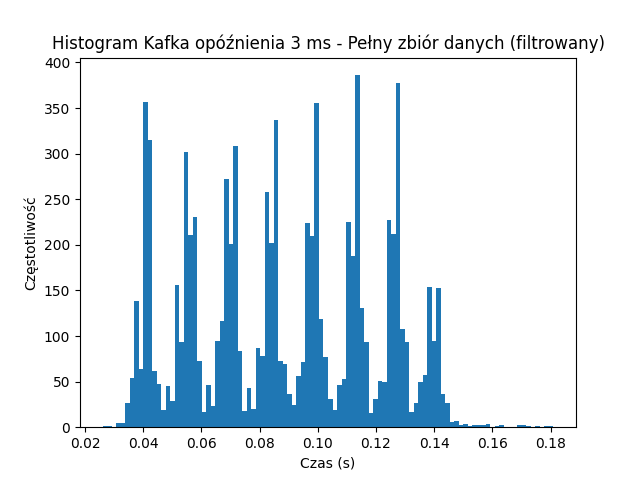 Histogram Kafka opóźnienia 3 ms - Pełny zbiór danych (filtrowany)
Częstotliwość
400
350
300
250
200
150
100
50
0
0.02 0.04 0.06 0.08 0.10 0.12 0.14 0.16 0.18
Czas (s)